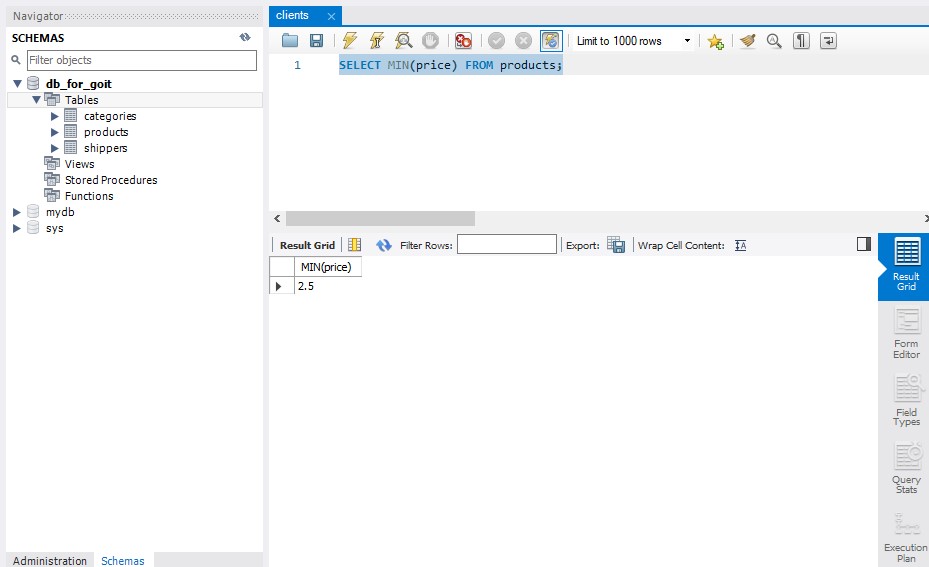 Navigator
SCHEMAS
Filter objects
db_for_goit
Tables
categories
products
shippers
Views
Stored Procedures
Functions
mydb
sys
Administration Schemas
clients
Limit to 1000 rows
1 SELECT MIN(price) FROM products;
Result Grid Filter Rows: Export: Wrap Cell Content:
MIN(price)
2.5
Result
Grid
Form
Editor
Field
Types
Query
Stats
Execution
Plan